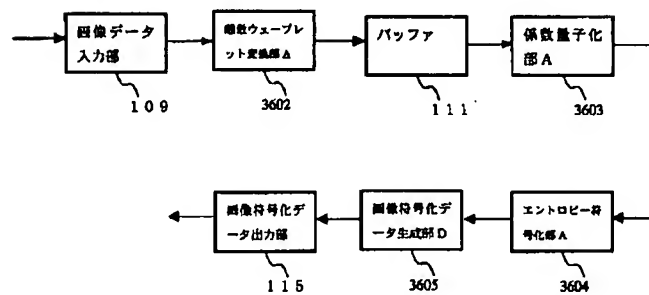 画像データ
入力部
離散ウェーブレ
ット変換部A
バッファ
係数量子化
部A
109
3602
111
3603
画像符号化デ
ータ出力部
画像符号化デ
ータ生成部D
エントロピー符
号化部A
115
3605
3604